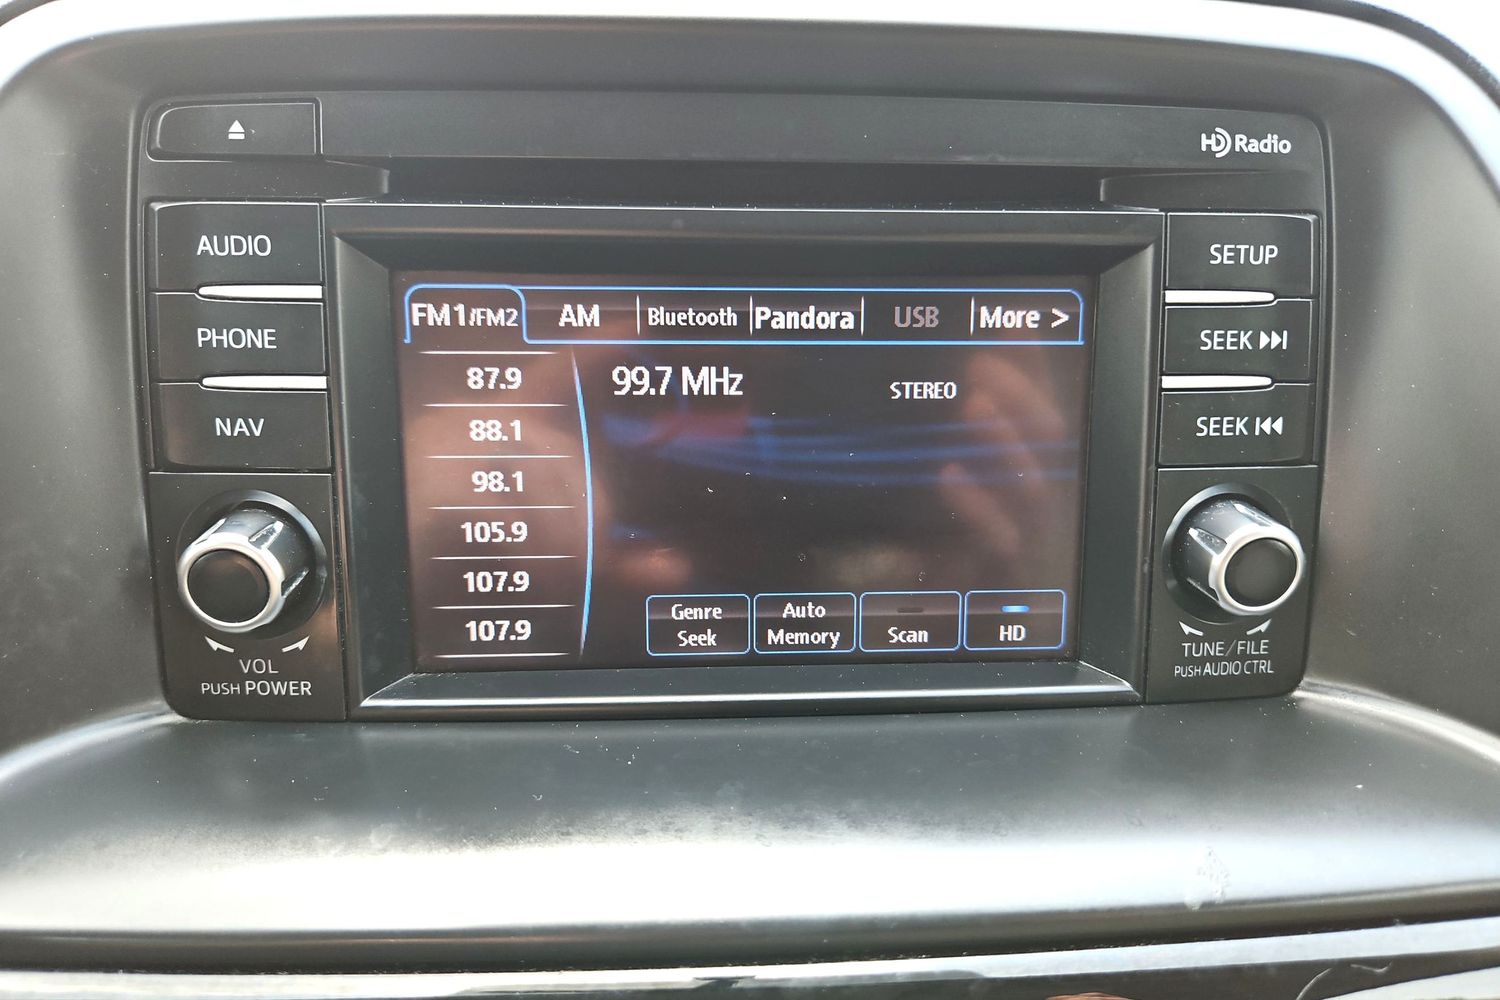 HD Radio
AUDIO
PHONE
NAV
VOL
PUSH POWER
FM1/FM2 AM Bluetooth Pandora USB More >
87.9
88.1
98.1
105.9
107.9
107.9
99.7 MHz STEREO
Genre
Seek
Auto
Memory
Scan
HD
SETUP
SEEK
SEEK
TUNE/FILE
PUSH AUDIO CTRL